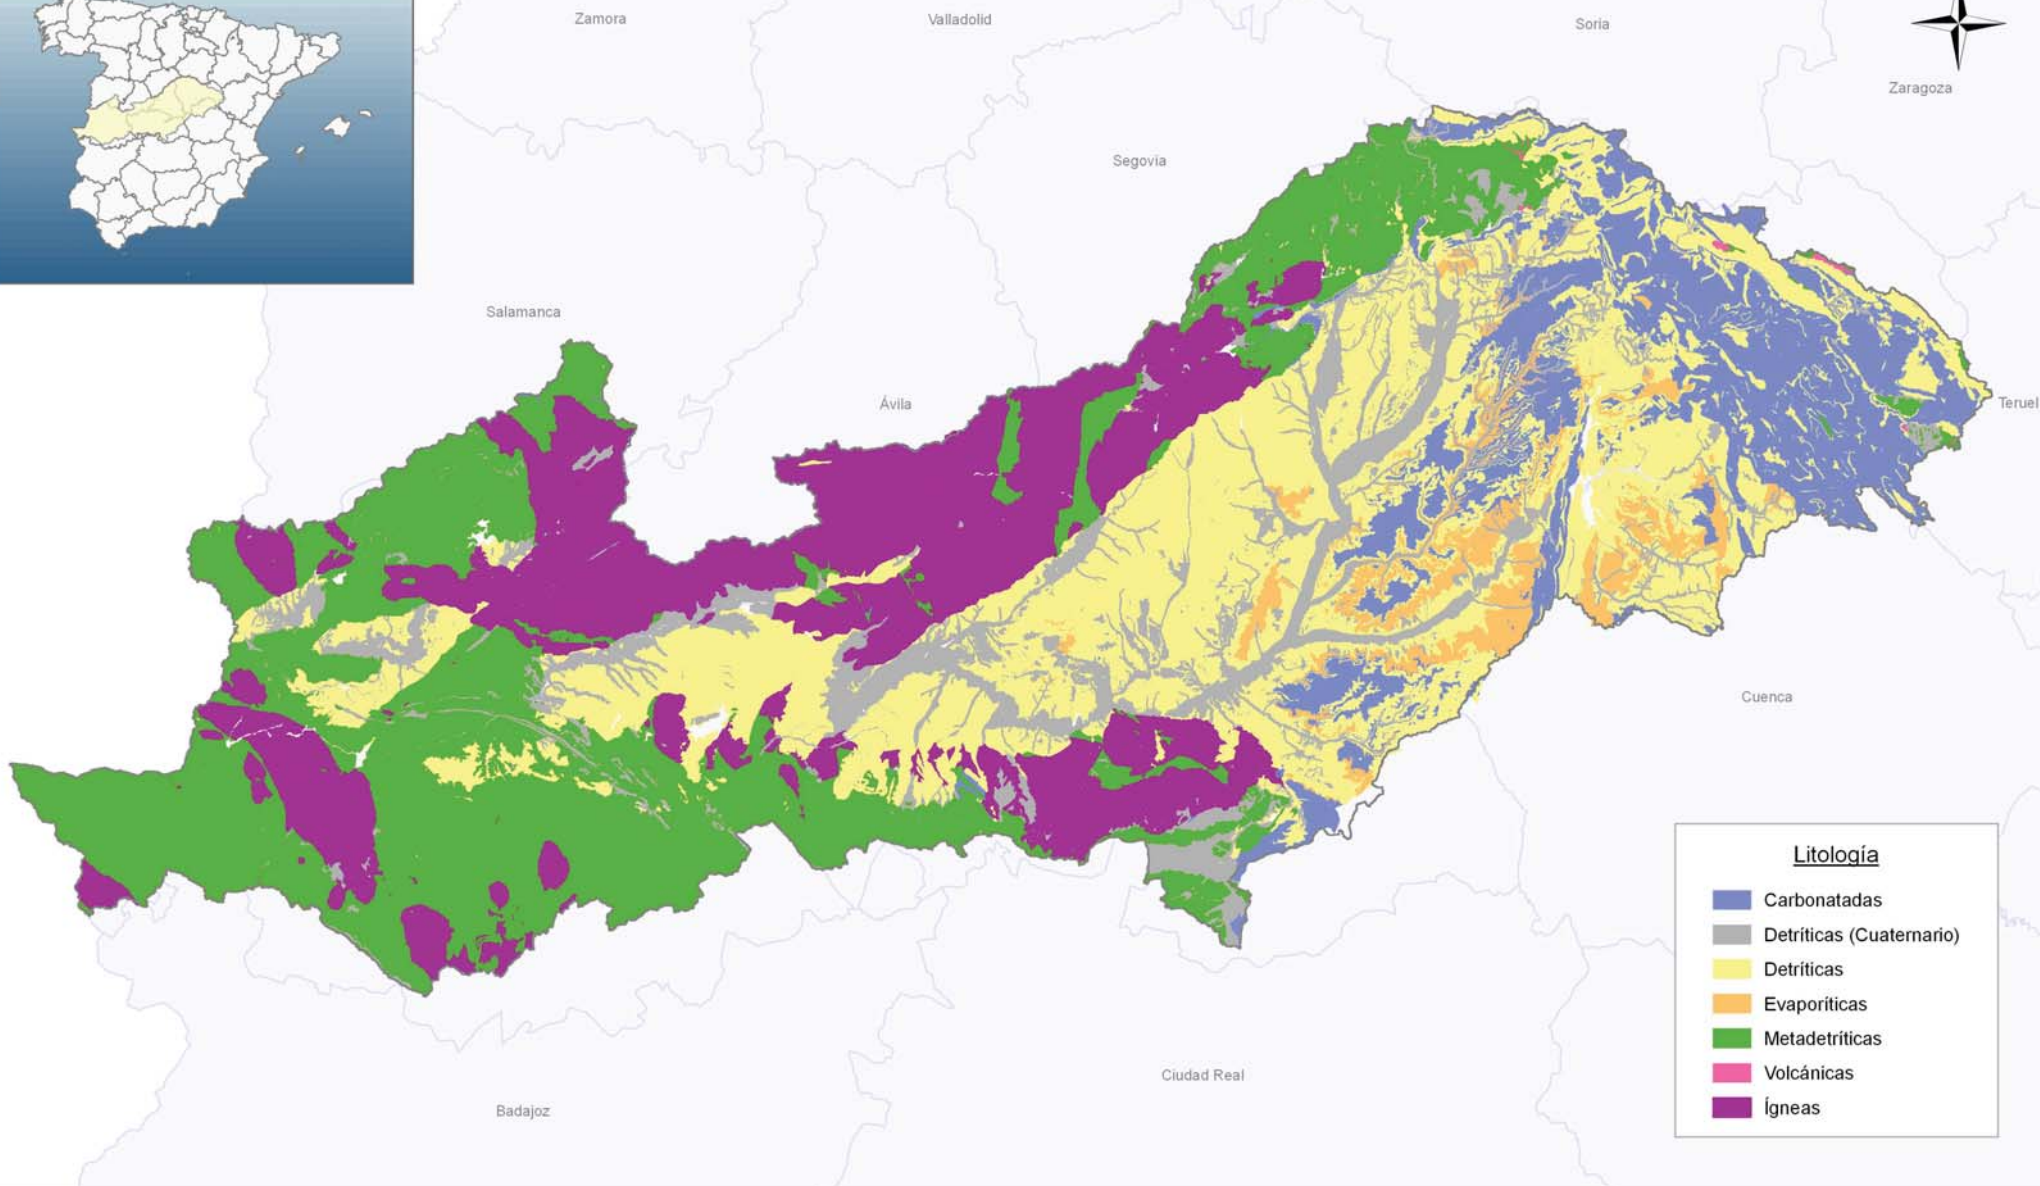 Zamora
Valladolid
Soria
Zaragoza
Segovia
Salamanca
Ávila
Teruel
Cuenca
Ciudad Real
Badajoz
Litología
Carbonatadas
Detríticas (Cuaternario)
Detríticas
Evaporíticas
Metadetríticas
Volcánicas
Ígneas